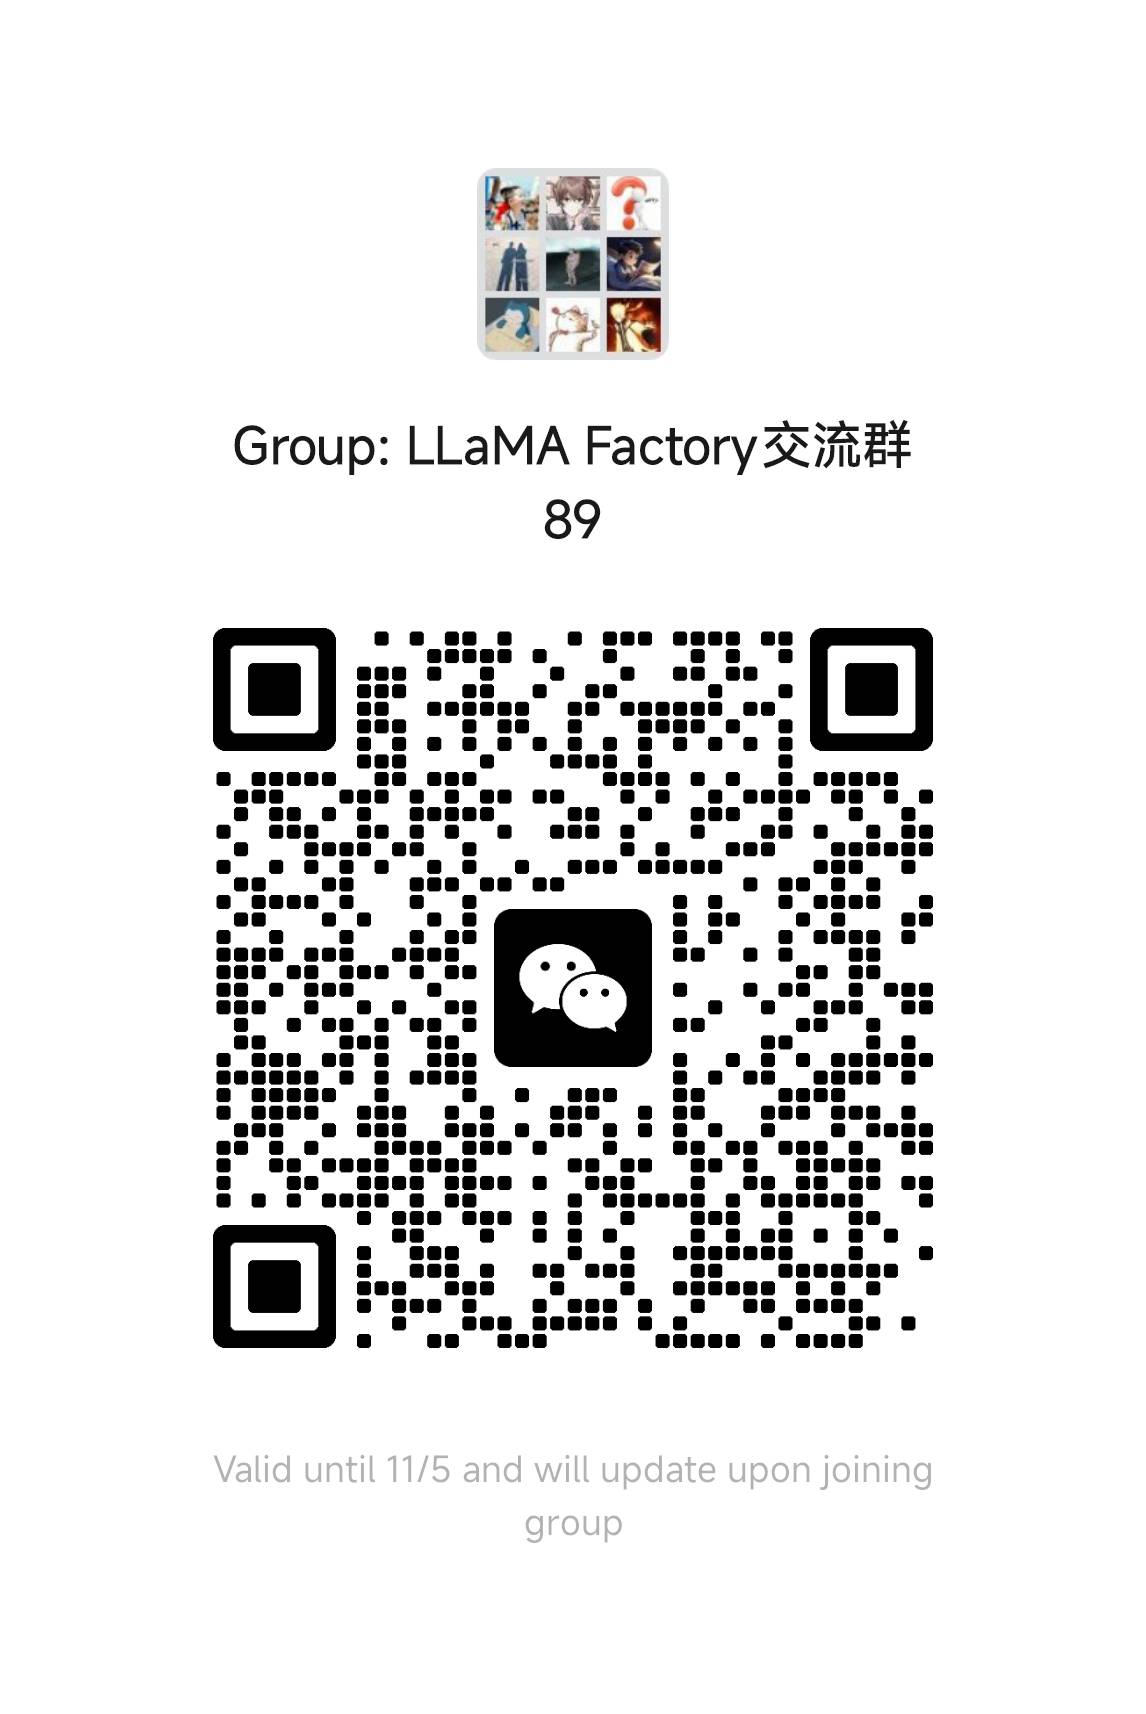 Group: LLaMA Factory交流群
89
Valid until 11/5 and will update upon joining
group